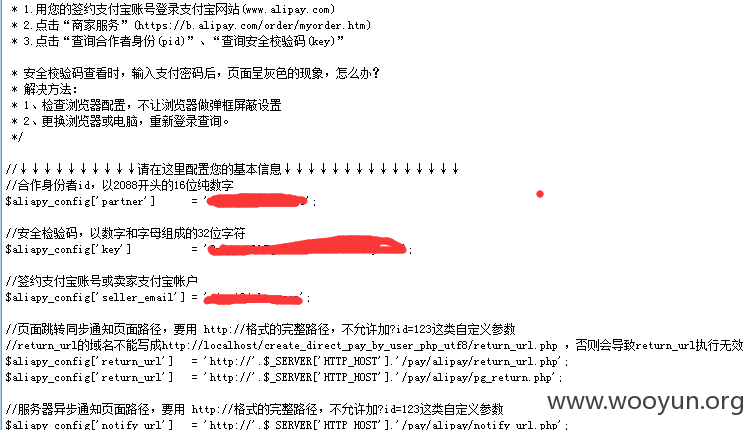 * 1.用您的签约支付宝账号登录支付宝网站(www.alipay.com)
* 2.点击“商家服务”(https://b.alipay.com/order/myorder.htm)
* 3.点击“查询合作者身份(pid)”、“查询安全校验码(key)”
* 安全校验码查看时，输入支付密码后，页面呈灰色的现象，怎么办？
* 解决方法：
* 1、检查浏览器配置，不让浏览器做弹框屏蔽设置
* 2、更换浏览器或电脑，重新登录查询。
*/
//↓↓↓↓↓↓↓↓↓↓请在这里配置您的基本信息↓↓↓↓↓↓↓↓↓↓↓↓↓↓↓
//合作身份者id，以2088开头的16位纯数字
$aliapy_config['partner'] = '';
//安全检验码，以数字和字母组成的32位字符
$aliapy_config['key'] = '';
//签约支付宝账号或卖家支付宝帐户
$aliapy_config['seller_email'] = '';
//页面跳转同步通知页面路径，要用 http://格式的完整路径，不允许加?id=123这类自定义参数
//return_url的域名不能写成http://localhost/create_direct_pay_by_user_php_utf8/return_url.php ，否则会导致return_url执行无效
$aliapy_config['return_url'] = 'http://'.$_SERVER['HTTP_HOST'].'/pay/alipay/return_url.php';
$aliapy_config['return_url'] = 'http://'.$_SERVER['HTTP_HOST'].'/pay/alipay/pg_return.php';
//服务器异步通知页面路径，要用 http://格式的完整路径，不允许加?id=123这类自定义参数
$aliapy_config['notify_url'] = 'http://'.$_SERVER['HTTP_HOST'].'/pay/alipay/notify_url.php';
www.wooyun.org